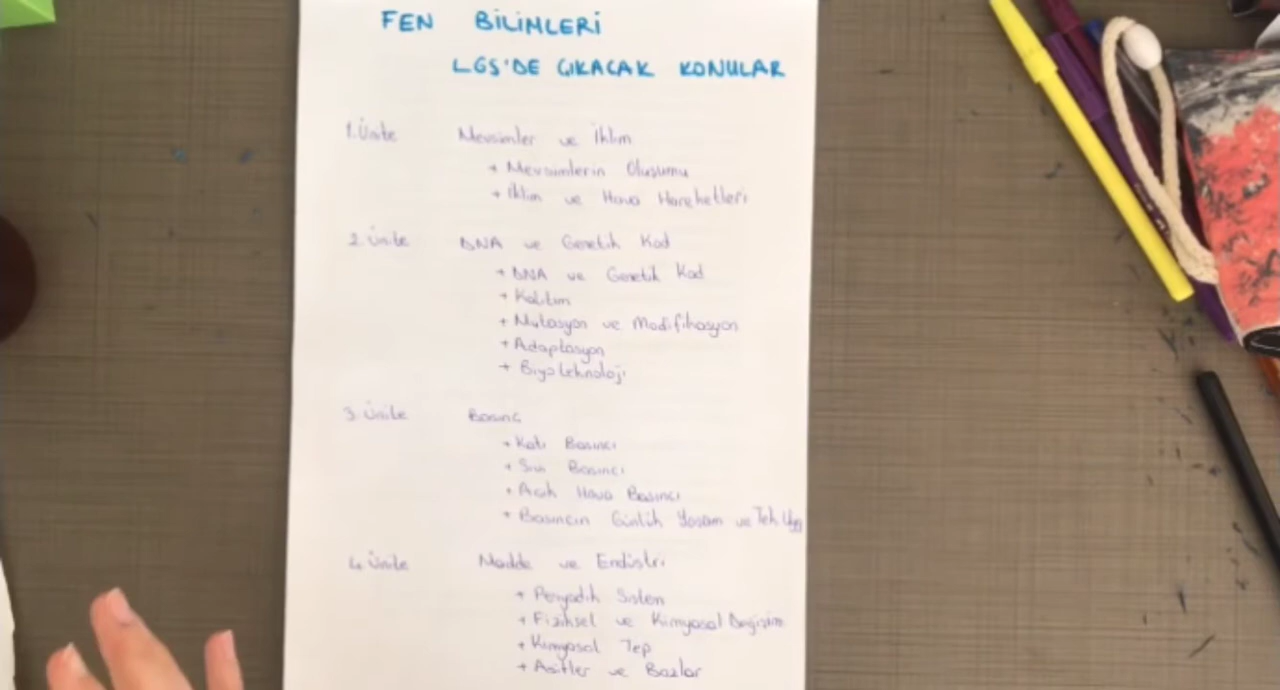 FEN BİLİMLERİ
LGS'DE ÇIKACAK KONULAR
1. Ünite Mevsimler ve İklim
+ Mevsimlerin Oluşumu
+ İklim ve Hava Hareketleri
2. Ünite DNA ve Genetik Kod
+ DNA ve Genetik Kod
+ Kalıtım
+ Mutasyon ve Modifikasyon
+ Adaptasyon
+ Biyoteknoloji
3. Ünite Basınç
+ Katı Basıncı
+ Sıvı Basıncı
+ Açık Hava Basıncı
+ Basıncın Günlük Yaşam ve Tek Uyg
4. Ünite Madde ve Endüstri
+ Periyodik Sistem
+ Fiziksel ve Kimyasal Değişim
+ Kimyasal Tep
+ Asitler ve Bazlar